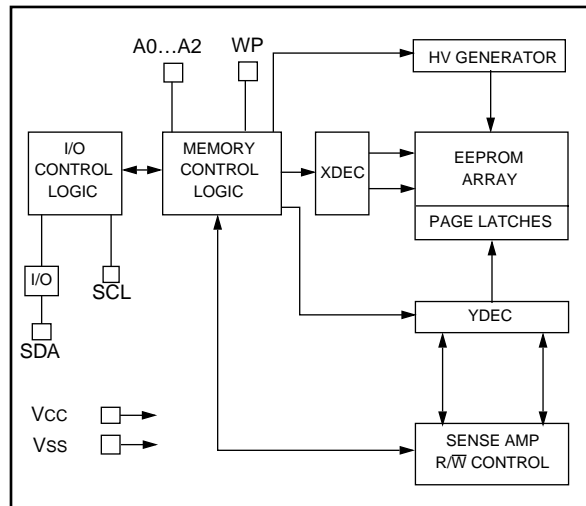 A0...A2
WP
HV GENERATOR
I/O
CONTROL
LOGIC
MEMORY
CONTROL
LOGIC
XDEC
EEPROM
ARRAY
PAGE LATCHES
I/O
SCL
SDA
YDEC
VCC
VSS
SENSE AMP
R/W̅ CONTROL